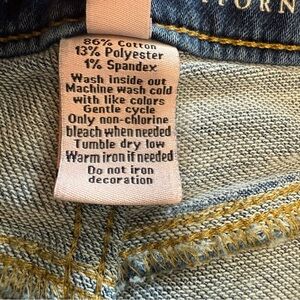 86% Cotton
13% Polyester
1% Spandex
Wash inside out
Machine wash cold
with like colors
Gentle cycle
Only non-chlorine
bleach when needed
Tumble dry low
Warm iron if needed
Do not iron
decoration